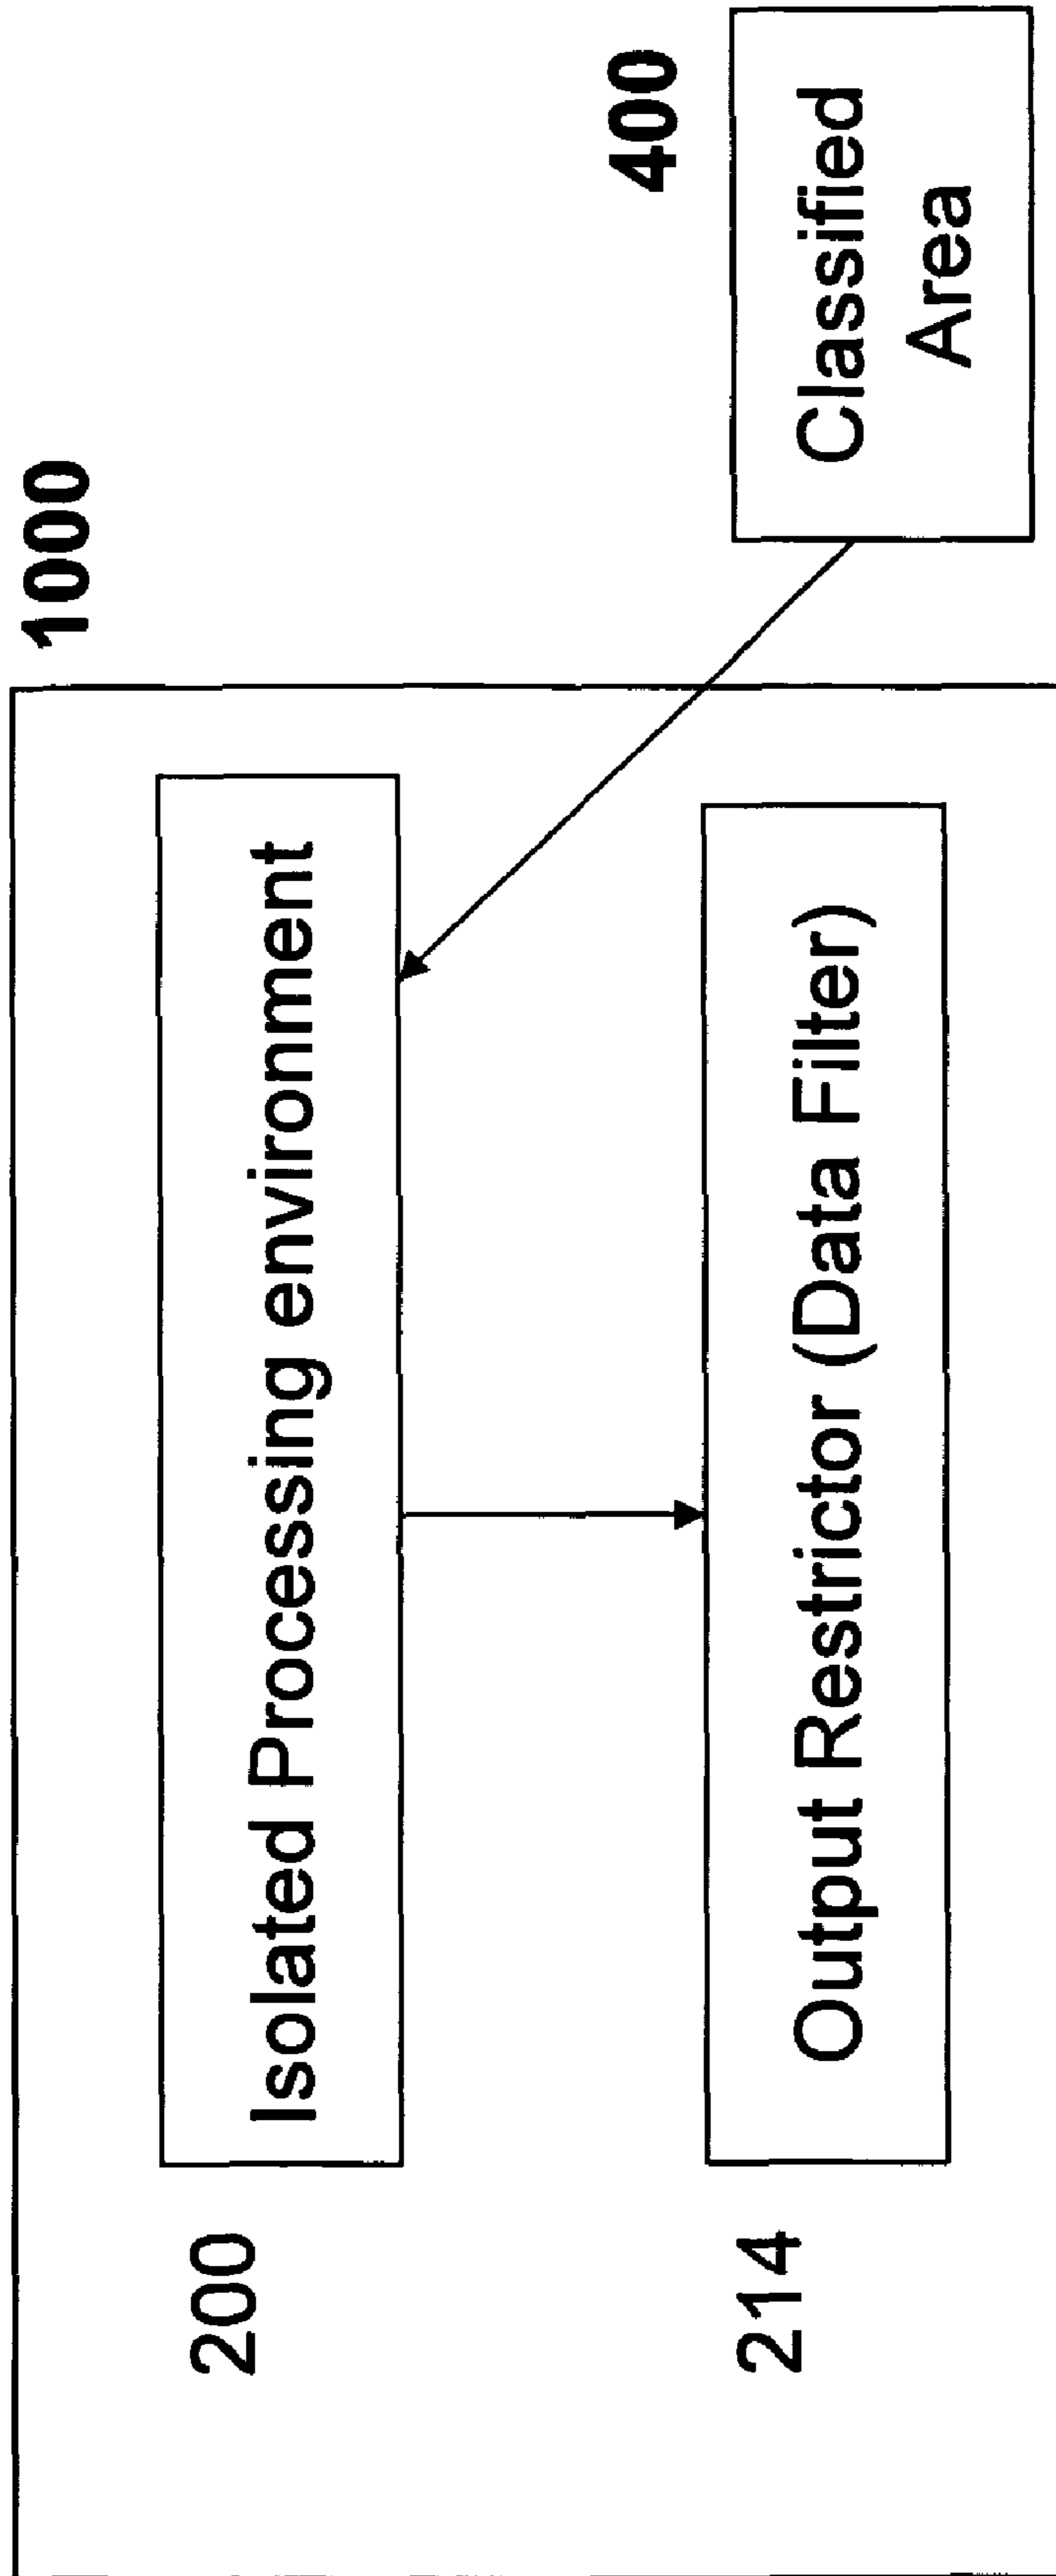 1000
200
Isolated Processing environment
400
214
Output Restrictor (Data Filter)
Classified
Area